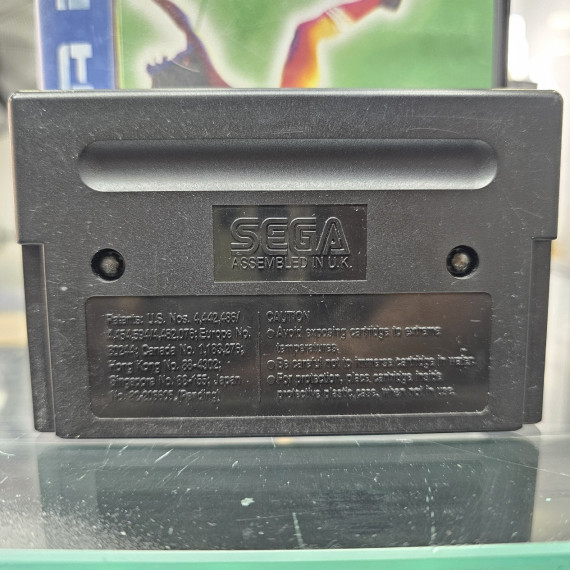 SEGA
ASSEMBLED IN U.K.
Patents: U.S. Nos. 4,442,486/
4,454,594/4,462,076; Europe No.
80244; Canada No. 1,183,276;
Hong Kong No. 88-4302;
Singapore No. 88-155; Japan
(Pending)
CAUTION
Avoid exposing cartridge to extreme
temperatures.
Be careful not to immerse cartridge in water.
For protection, place cartridge inside
protective plastic case, when not in use.